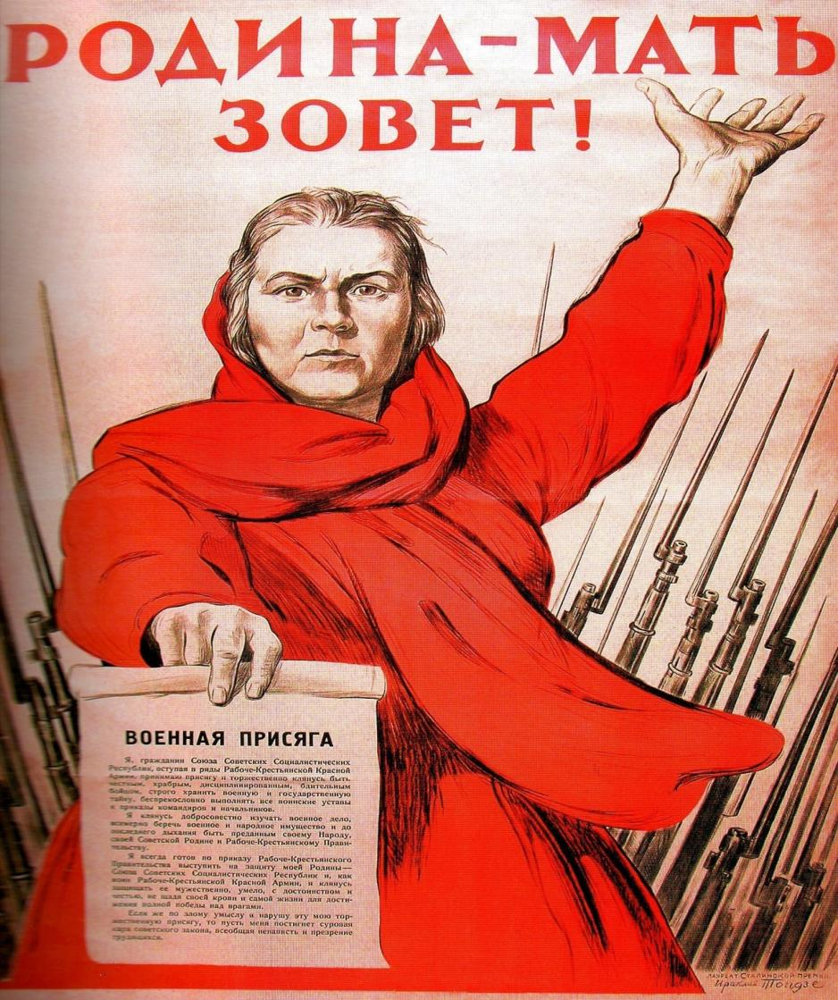 РОДИНА-МАТЬ
ЗОВЕТ!
ВОЕННАЯ ПРИСЯГА
Я, гражданин Союза Советских Социалистических
Республик, вступая в ряды Рабоче-Крестьянской Красной
Армии, принимаю присягу и торжественно клянусь быть
честным, храбрым, дисциплинированным, бдительным
бойцом, строго хранить военную и государственную
тайну, беспрекословно выполнять все воинские уставы
и приказы командиров и начальников.
Я клянусь добросовестно изучать военное дело,
всемерно беречь военное и народное имущество и до
последнего дыхания быть преданным своему Народу,
своей Советской Родине и Рабоче-Крестьянскому Прави-
тельству.
Я всегда готов по приказу Рабоче-Крестьянского
Правительства выступить на защиту моей Родины—
Союза Советских Социалистических Республик и, как
воин Рабоче-Крестьянской Красной Армии, я клянусь
защищать ее мужественно, умело, с достоинством и
честью, не щадя своей крови и самой жизни для дости-
жения полной победы над врагами.
Если же по злому умыслу я нарушу эту мою тор-
жественную присягу, то пусть меня постигнет суровая
кара советского закона, всеобщая ненависть и презрение
трудящихся.
ЛАУРЕАТ СТАЛИНСКОЙ ПРЕМИИ
Ираклий Тоидзе